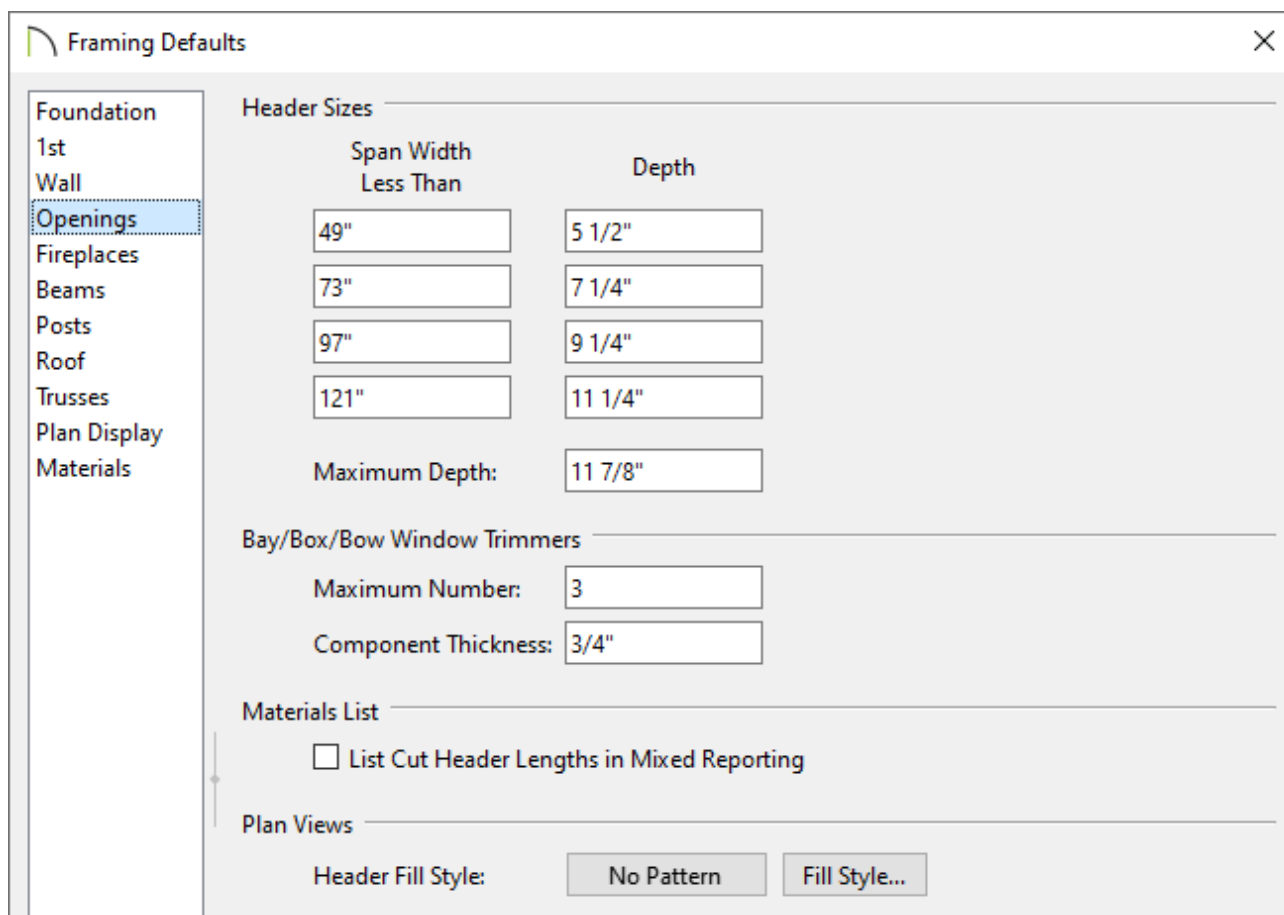 Framing Defaults
Foundation
1st
Wall
Openings
Fireplaces
Beams
Posts
Roof
Trusses
Plan Display
Materials
Header Sizes
Span Width
Less Than
Depth
49" 5 1/2"
73" 7 1/4"
97" 9 1/4"
121" 11 1/4"
Maximum Depth: 11 7/8"
Bay/Box/Bow Window Trimmers
Maximum Number: 3
Component Thickness: 3/4"
Materials List
List Cut Header Lengths in Mixed Reporting
Plan Views
Header Fill Style: No Pattern Fill Style...